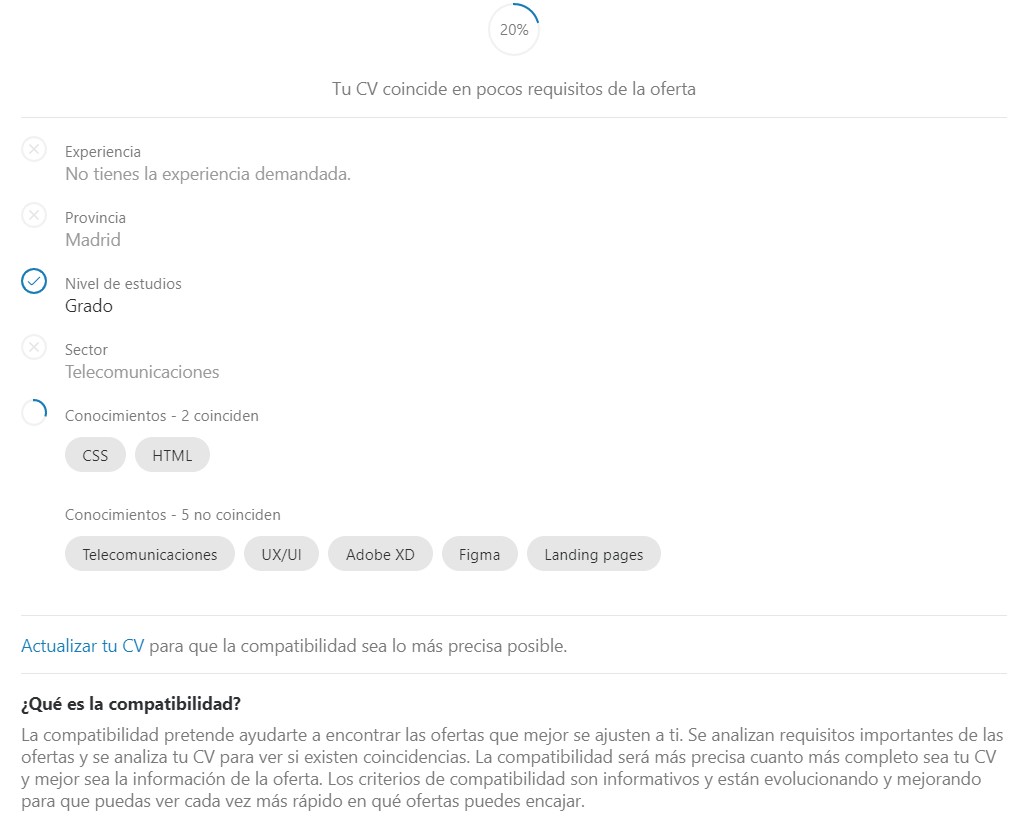 20%
Tu CV coincide en pocos requisitos de la oferta
Experiencia
No tienes la experiencia demandada.
Provincia
Madrid
Nivel de estudios
Grado
Sector
Telecomunicaciones
Conocimientos - 2 coinciden
CSS HTML
Conocimientos - 5 no coinciden
Telecomunicaciones UX/UI Adobe XD Figma Landing pages
Actualizar tu CV para que la compatibilidad sea lo más precisa posible.
¿Qué es la compatibilidad?
La compatibilidad pretende ayudarte a encontrar las ofertas que mejor se ajusten a ti. Se analizan requisitos importantes de las
ofertas y se analiza tu CV para ver si existen coincidencias. La compatibilidad será más precisa cuanto más completo sea tu CV
y mejor sea la información de la oferta. Los criterios de compatibilidad son informativos y están evolucionando y mejorando
para que puedas ver cada vez más rápido en qué ofertas puedes encajar.